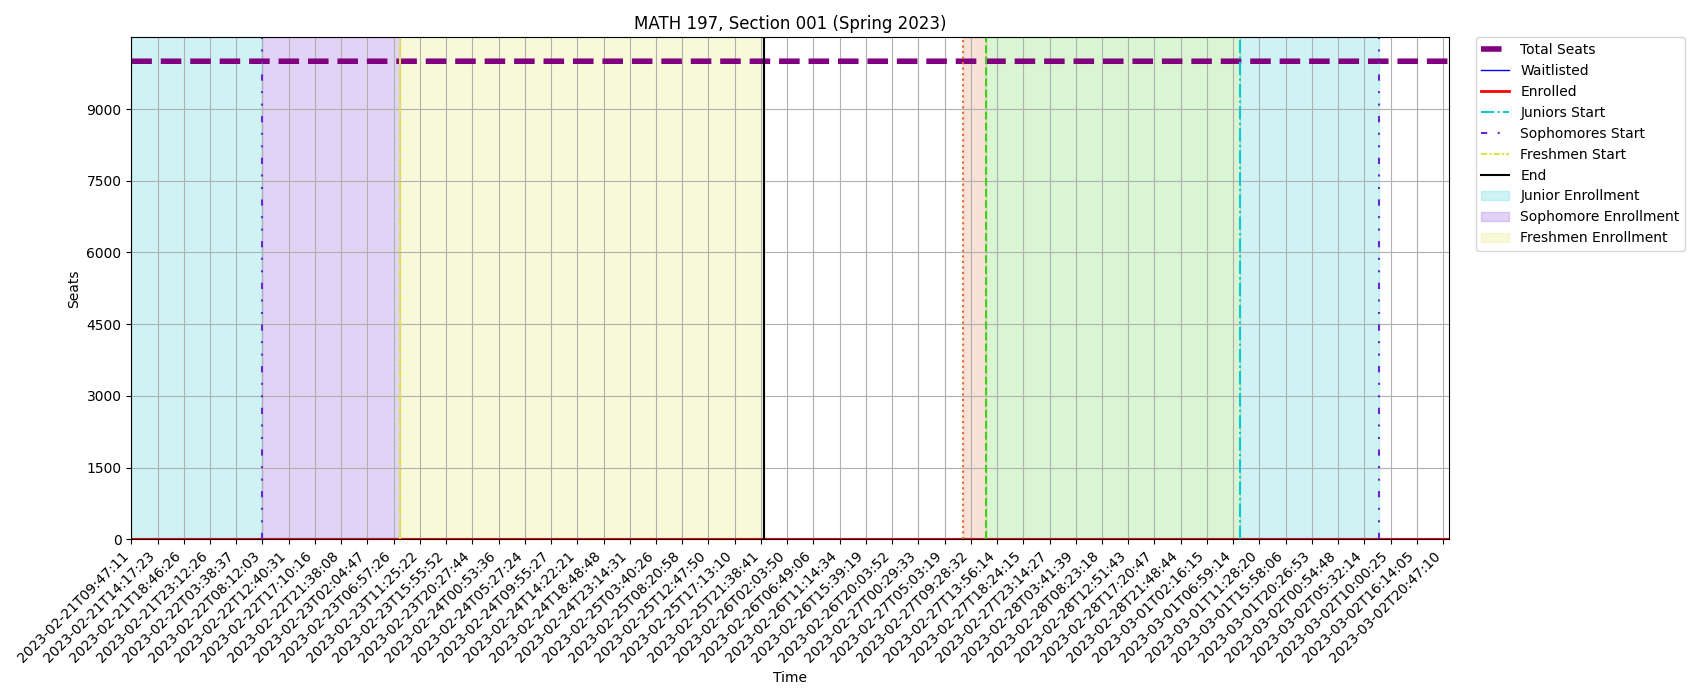 MATH 197, Section 001 (Spring 2023)
Total Seats
Waitlisted
Enrolled
Juniors Start
Sophomores Start
Freshmen Start
End
Junior Enrollment
Sophomore Enrollment
Freshmen Enrollment
Seats
9000
7500
6000
4500
3000
1500
0
2023-02-21T09:47:11
2023-02-21T14:17:23
2023-02-21T18:46:26
2023-02-21T23:12:26
2023-02-22T03:38:37
2023-02-22T08:12:03
2023-02-22T12:40:31
2023-02-22T17:10:16
2023-02-22T21:38:08
2023-02-23T02:04:47
2023-02-23T06:57:26
2023-02-23T11:25:22
2023-02-23T15:55:52
2023-02-23T20:27:44
2023-02-24T00:53:36
2023-02-24T05:27:24
2023-02-24T09:55:27
2023-02-24T14:22:21
2023-02-24T18:48:48
2023-02-24T23:14:31
2023-02-25T03:40:26
2023-02-25T08:20:58
2023-02-25T12:47:50
2023-02-25T17:13:10
2023-02-25T21:38:41
2023-02-26T02:03:50
2023-02-26T06:49:06
2023-02-26T11:14:34
2023-02-26T15:39:19
2023-02-26T20:03:52
2023-02-27T00:29:33
2023-02-27T05:03:19
2023-02-27T09:28:32
2023-02-27T13:56:14
2023-02-27T18:24:15
2023-02-27T23:14:27
2023-02-28T03:41:39
2023-02-28T08:23:18
2023-02-28T12:51:43
2023-02-28T17:20:47
2023-02-28T21:48:44
2023-03-01T02:16:15
2023-03-01T06:59:14
2023-03-01T11:28:20
2023-03-01T15:58:06
2023-03-01T20:26:53
2023-03-02T00:54:48
2023-03-02T05:32:14
2023-03-02T10:00:25
2023-03-02T16:14:05
2023-03-02T20:47:10
Time